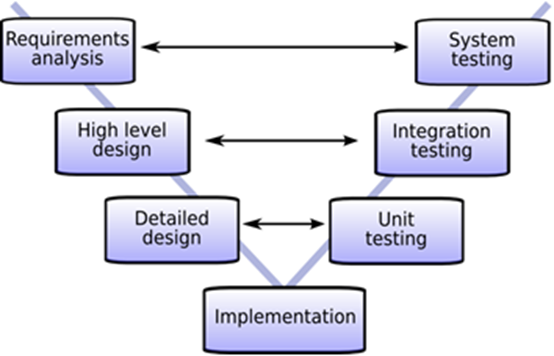 Requirements
analysis
System
testing
High level
design
Integration
testing
Detailed
design
Unit
testing
Implementation